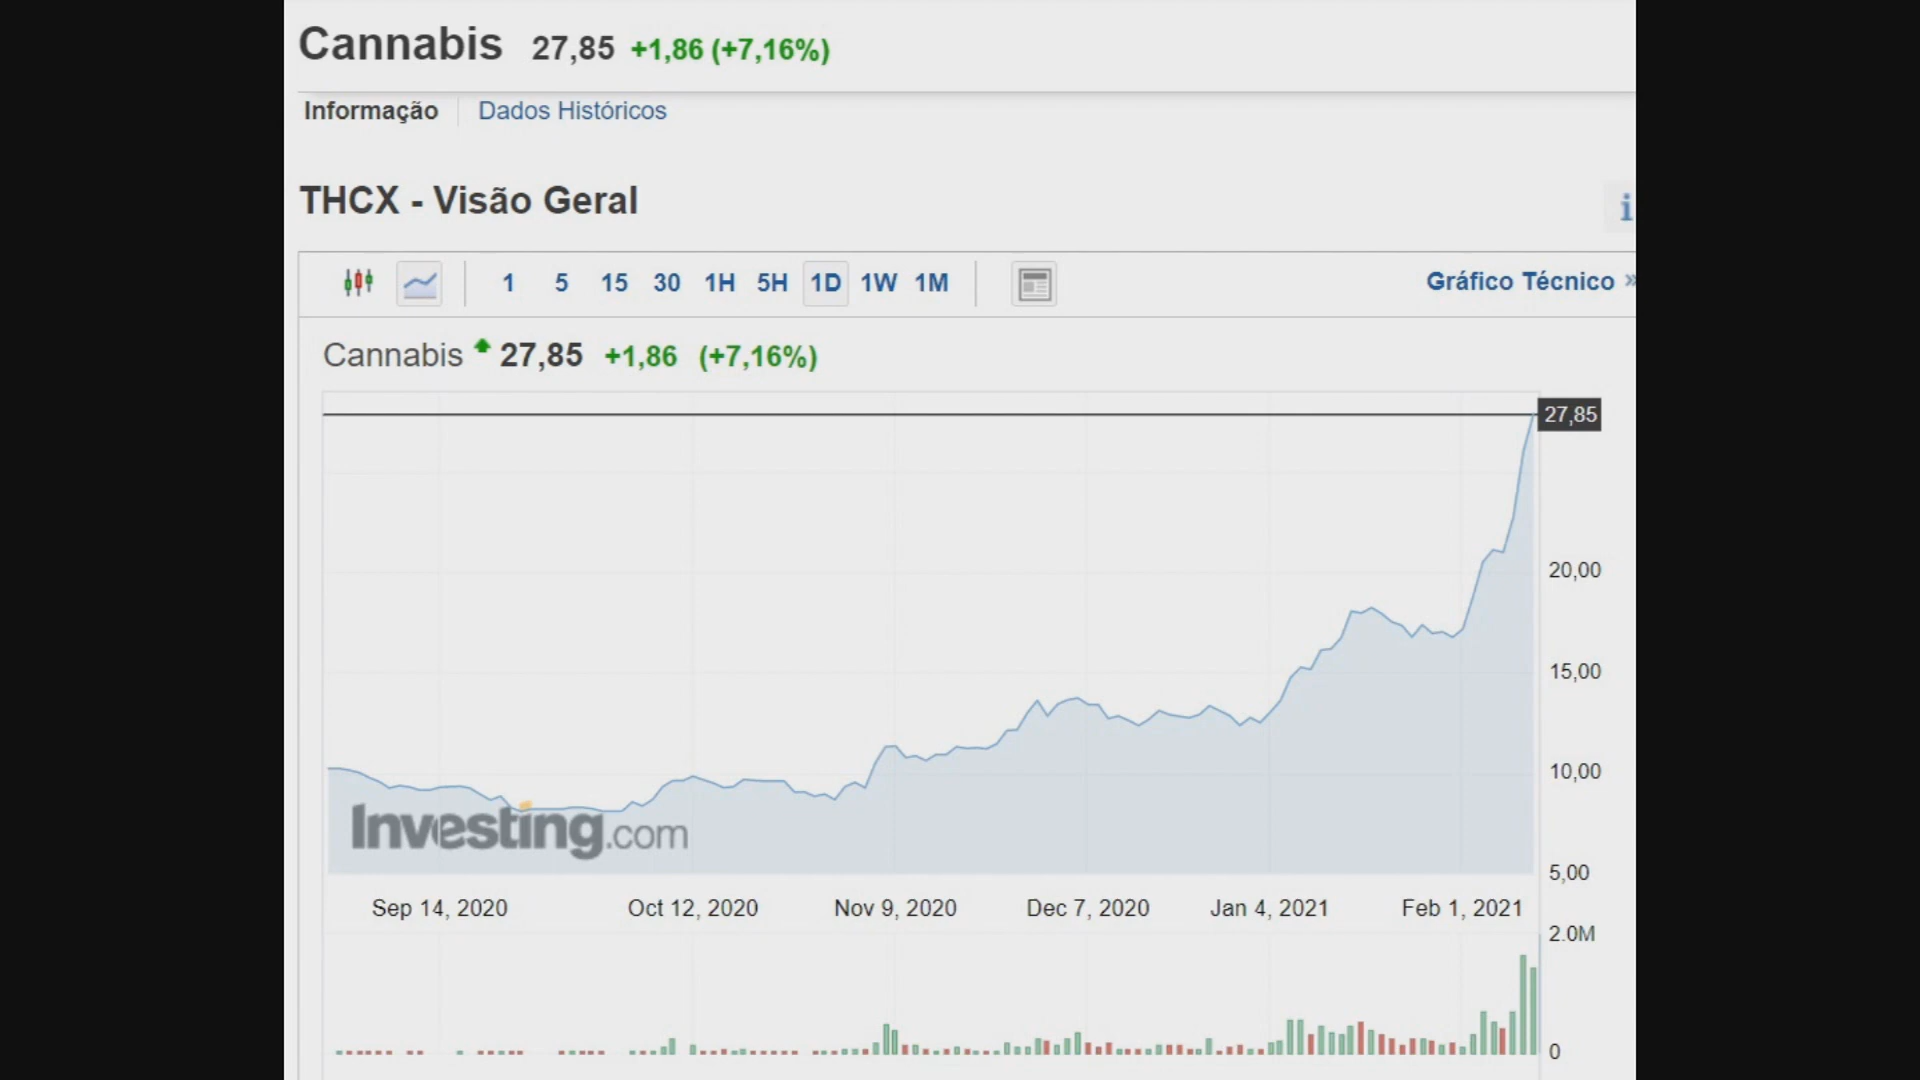 Cannabis 27,85 +1,86 (+7,16%)
Informação Dados Históricos
THCX - Visão Geral
1 5 15 30 1H 5H 1D 1W 1M Gráfico Técnico »
Cannabis 27,85 +1,86 (+7,16%)
27,85
20,00
15,00
10,00
Investing.com
5,00
Sep 14, 2020 Oct 12, 2020 Nov 9, 2020 Dec 7, 2020 Jan 4, 2021 Feb 1, 2021
2.0M
0